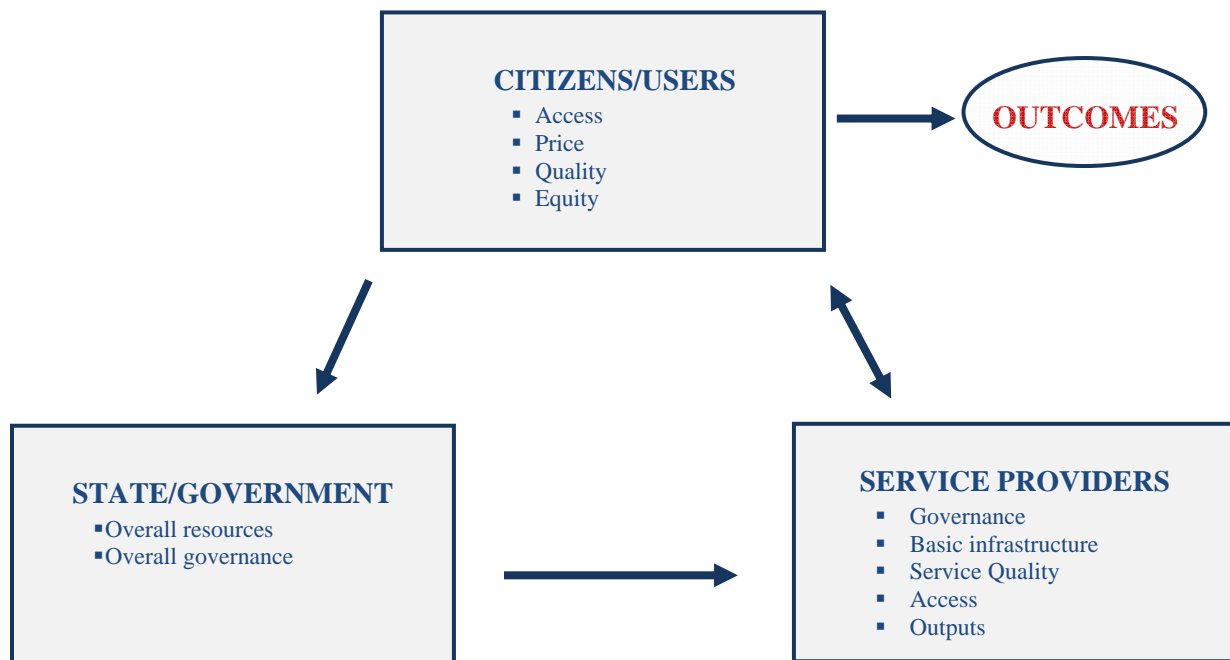 CITIZENS/USERS
▪ Access
▪ Price
▪ Quality
▪ Equity
OUTCOMES
STATE/GOVERNMENT
▪Overall resources
▪Overall governance
SERVICE PROVIDERS
▪ Governance
▪ Basic infrastructure
▪ Service Quality
▪ Access
▪ Outputs